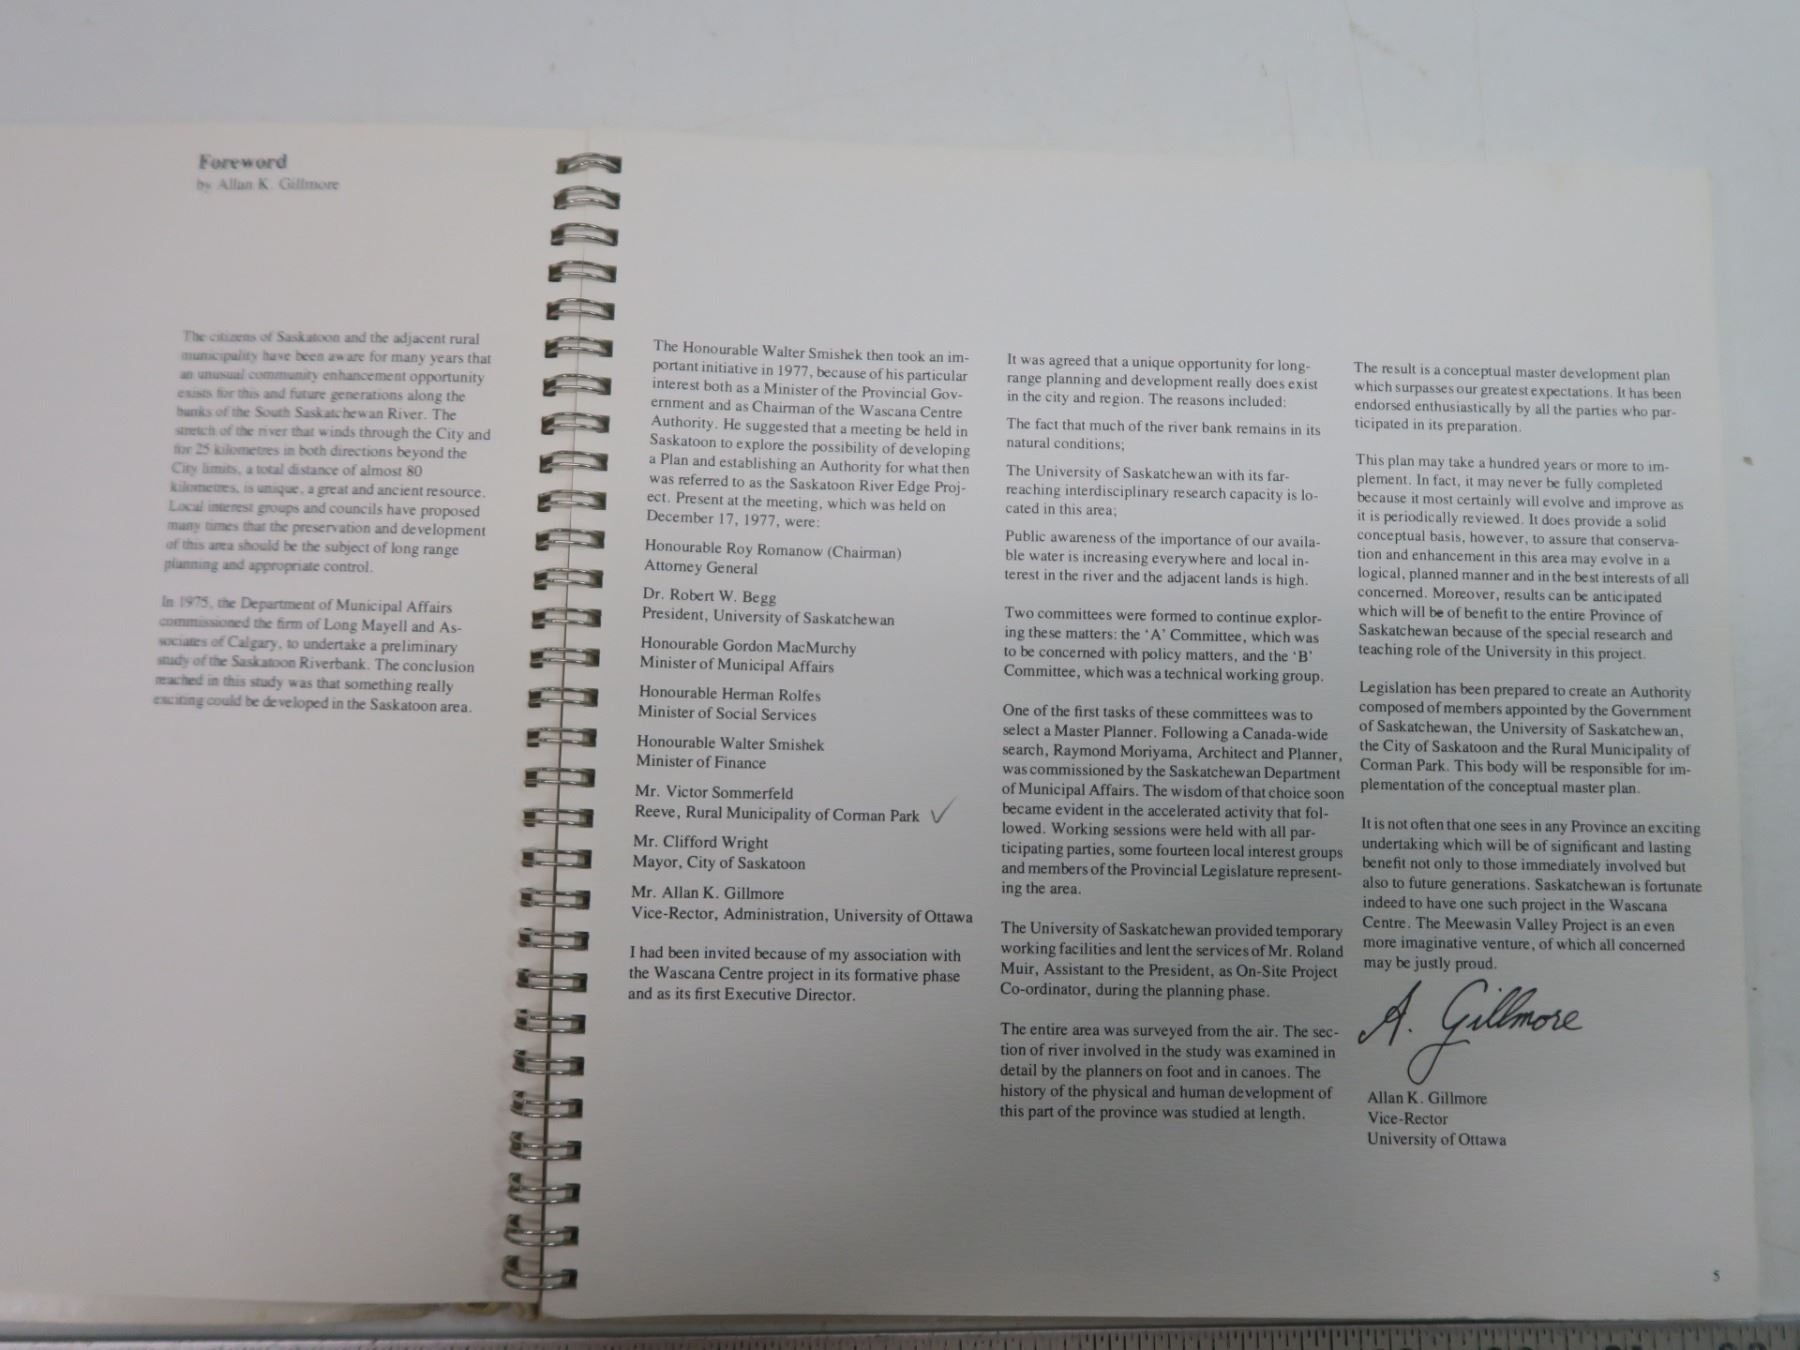 Foreword
by Allan K. Gillmore
The citizens of Saskatoon and the adjacent rural
municipality have been aware for many years that
an unusual community enhancement opportunity
exists for this and future generations along the
banks of the South Saskatchewan River. The
stretch of the river that winds through the City and
for 25 kilometres in both directions beyond the
City limits, a total distance of almost 80
kilometres, is unique, a great and ancient resource.
Local interest groups and councils have proposed
many times that the preservation and development
of this area should be the subject of long range
planning and appropriate control.
In 1975, the Department of Municipal Affairs
commissioned the firm of Long Mayell and As-
sociates of Calgary, to undertake a preliminary
study of the Saskatoon Riverbank. The conclusion
reached in this study was that something really
exciting could be developed in the Saskatoon area.
The Honourable Walter Smishek then took an im-
portant initiative in 1977, because of his particular
interest both as a Minister of the Provincial Gov-
ernment and as Chairman of the Wascana Centre
Authority. He suggested that a meeting be held in
Saskatoon to explore the possibility of developing
a Plan and establishing an Authority for what then
was referred to as the Saskatoon River Edge Proj-
ect. Present at the meeting, which was held on
December 17, 1977, were:
Honourable Roy Romanow (Chairman)
Attorney General
Dr. Robert W. Begg
President, University of Saskatchewan
Honourable Gordon MacMurchy
Minister of Municipal Affairs
Honourable Herman Rolfes
Minister of Social Services
Honourable Walter Smishek
Minister of Finance
Mr. Victor Sommerfeld
Reeve, Rural Municipality of Corman Park
Mr. Clifford Wright
Mayor, City of Saskatoon
Mr. Allan K. Gillmore
Vice-Rector, Administration, University of Ottawa
I had been invited because of my association with
the Wascana Centre project in its formative phase
and as its first Executive Director.
It was agreed that a unique opportunity for long-
range planning and development really does exist
in the city and region. The reasons included:
The fact that much of the river bank remains in its
natural conditions;
The University of Saskatchewan with its far-
reaching interdisciplinary research capacity is lo-
cated in this area;
Public awareness of the importance of our availa-
ble water is increasing everywhere and local in-
terest in the river and the adjacent lands is high.
Two committees were formed to continue explor-
ing these matters: the 'A' Committee, which was
to be concerned with policy matters, and the 'B'
Committee, which was a technical working group.
One of the first tasks of these committees was to
select a Master Planner. Following a Canada-wide
search, Raymond Moriyama, Architect and Planner,
was commissioned by the Saskatchewan Department
of Municipal Affairs. The wisdom of that choice soon
became evident in the accelerated activity that fol-
lowed. Working sessions were held with all par-
ticipating parties, some fourteen local interest groups
and members of the Provincial Legislature represent-
ing the area.
The University of Saskatchewan provided temporary
working facilities and lent the services of Mr. Roland
Muir, Assistant to the President, as On-Site Project
Co-ordinator, during the planning phase.
The entire area was surveyed from the air. The sec-
tion of river involved in the study was examined in
detail by the planners on foot and in canoes. The
history of the physical and human development of
this part of the province was studied at length.
The result is a conceptual master development plan
which surpasses our greatest expectations. It has been
endorsed enthusiastically by all the parties who par-
ticipated in its preparation.
This plan may take a hundred years or more to im-
plement. In fact, it may never be fully completed
because it most certainly will evolve and improve as
it is periodically reviewed. It does provide a solid
conceptual basis, however, to assure that conserva-
tion and enhancement in this area may evolve in a
logical, planned manner and in the best interests of all
concerned. Moreover, results can be anticipated
which will be of benefit to the entire Province of
Saskatchewan because of the special research and
teaching role of the University in this project.
Legislation has been prepared to create an Authority
composed of members appointed by the Government
of Saskatchewan, the University of Saskatchewan,
the City of Saskatoon and the Rural Municipality of
Corman Park. This body will be responsible for im-
plementation of the conceptual master plan.
It is not often that one sees in any Province an exciting
undertaking which will be of significant and lasting
benefit not only to those immediately involved but
also to future generations. Saskatchewan is fortunate
indeed to have one such project in the Wascana
Centre. The Meewasin Valley Project is an even
more imaginative venture, of which all concerned
may be justly proud.
A. Gillmore
Allan K. Gillmore
Vice-Rector
University of Ottawa
5